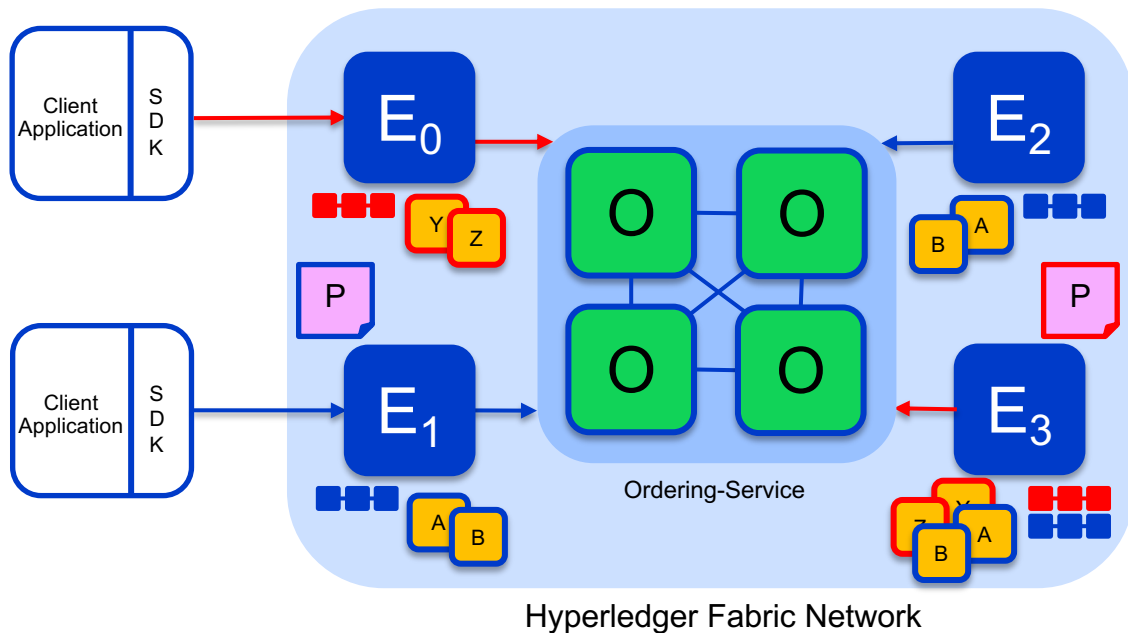 Client
Application
S
D
K
E0
E2
O
O
Y
Z
A
B
P
P
O
O
Client
Application
S
D
K
E1
E3
Ordering-Service
A
B
Y
Z
A
B
Hyperledger Fabric Network